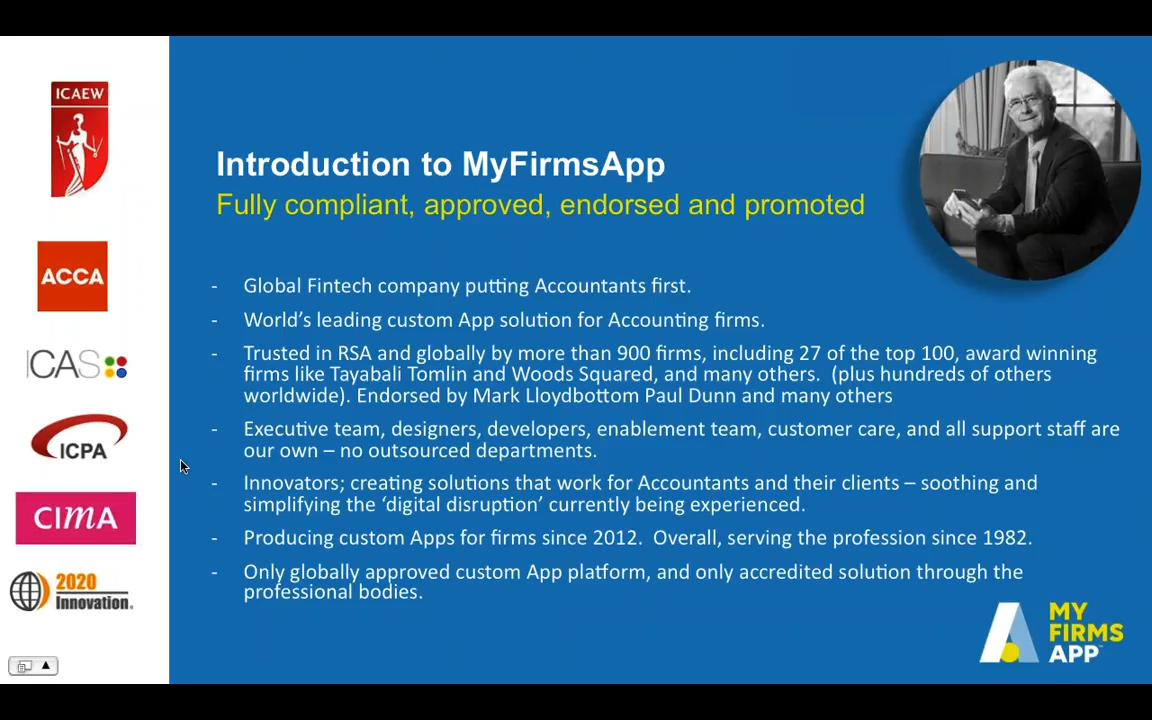 ICAEW
ACCA
ICAS
ICPA
CIMA
2020
Innovation.
Introduction to MyFirmsApp
Fully compliant, approved, endorsed and promoted
- Global Fintech company putting Accountants first.
- World’s leading custom App solution for Accounting firms.
- Trusted in RSA and globally by more than 900 firms, including 27 of the top 100, award winning
firms like Tayabali Tomlin and Woods Squared, and many others.  (plus hundreds of others
worldwide). Endorsed by Mark Lloydbottom Paul Dunn and many others
- Executive team, designers, developers, enablement team, customer care, and all support staff are
our own – no outsourced departments.
- Innovators; creating solutions that work for Accountants and their clients – soothing and
simplifying the ‘digital disruption’ currently being experienced.
- Producing custom Apps for firms since 2012.  Overall, serving the profession since 1982.
- Only globally approved custom App platform, and only accredited solution through the
professional bodies.
MY
FIRMS
APP™